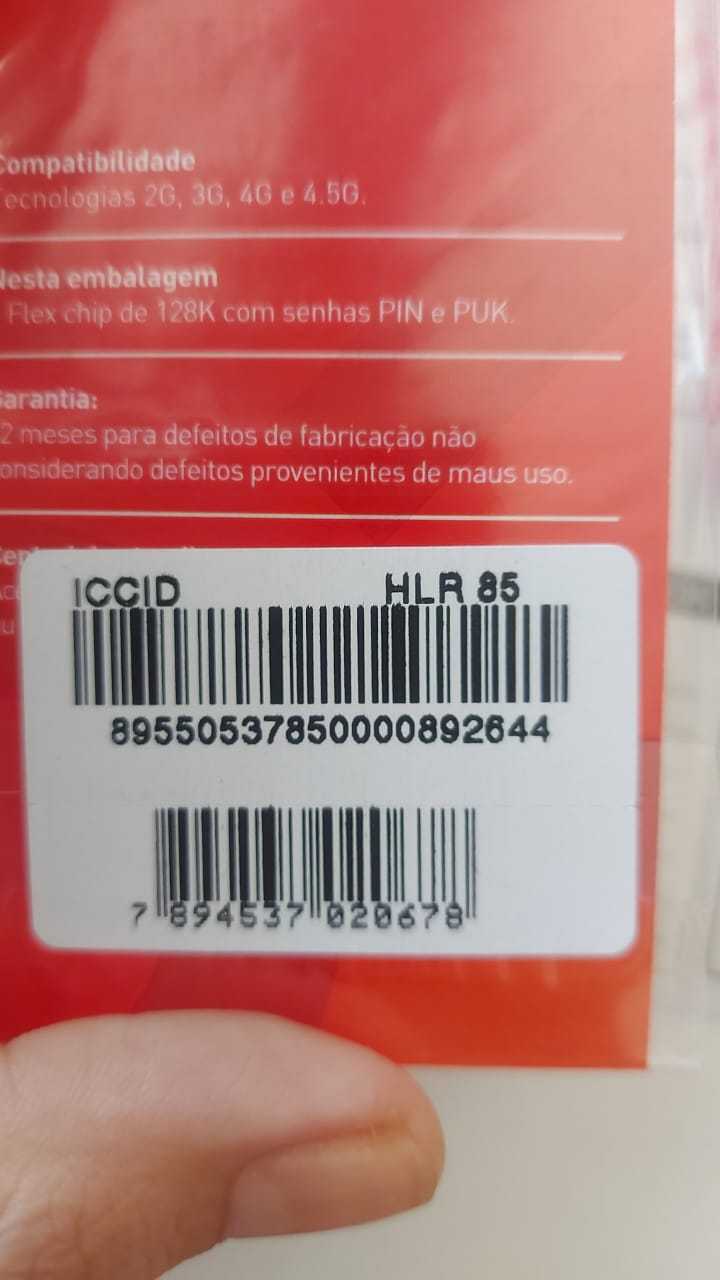 Compatibilidade
Tecnologias 2G, 3G, 4G e 4.5G.
Nesta embalagem
Flex chip de 128K com senhas PIN e PUK.
Garantia:
2 meses para defeitos de fabricação não
considerando defeitos provenientes de maus uso.
ICCID HLR 85
89550537850000892644
7 894537 020678